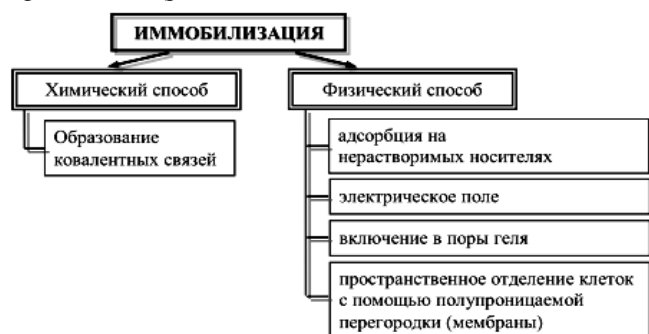 ИММОБИЛИЗАЦИЯ
Химический способ
Физический способ
Образование
ковалентных связей
адсорбция на
нерастворимых носителях
электрическое поле
включение в поры геля
пространственное отделение клеток
с помощью полупроницаемой
перегородки (мембраны)